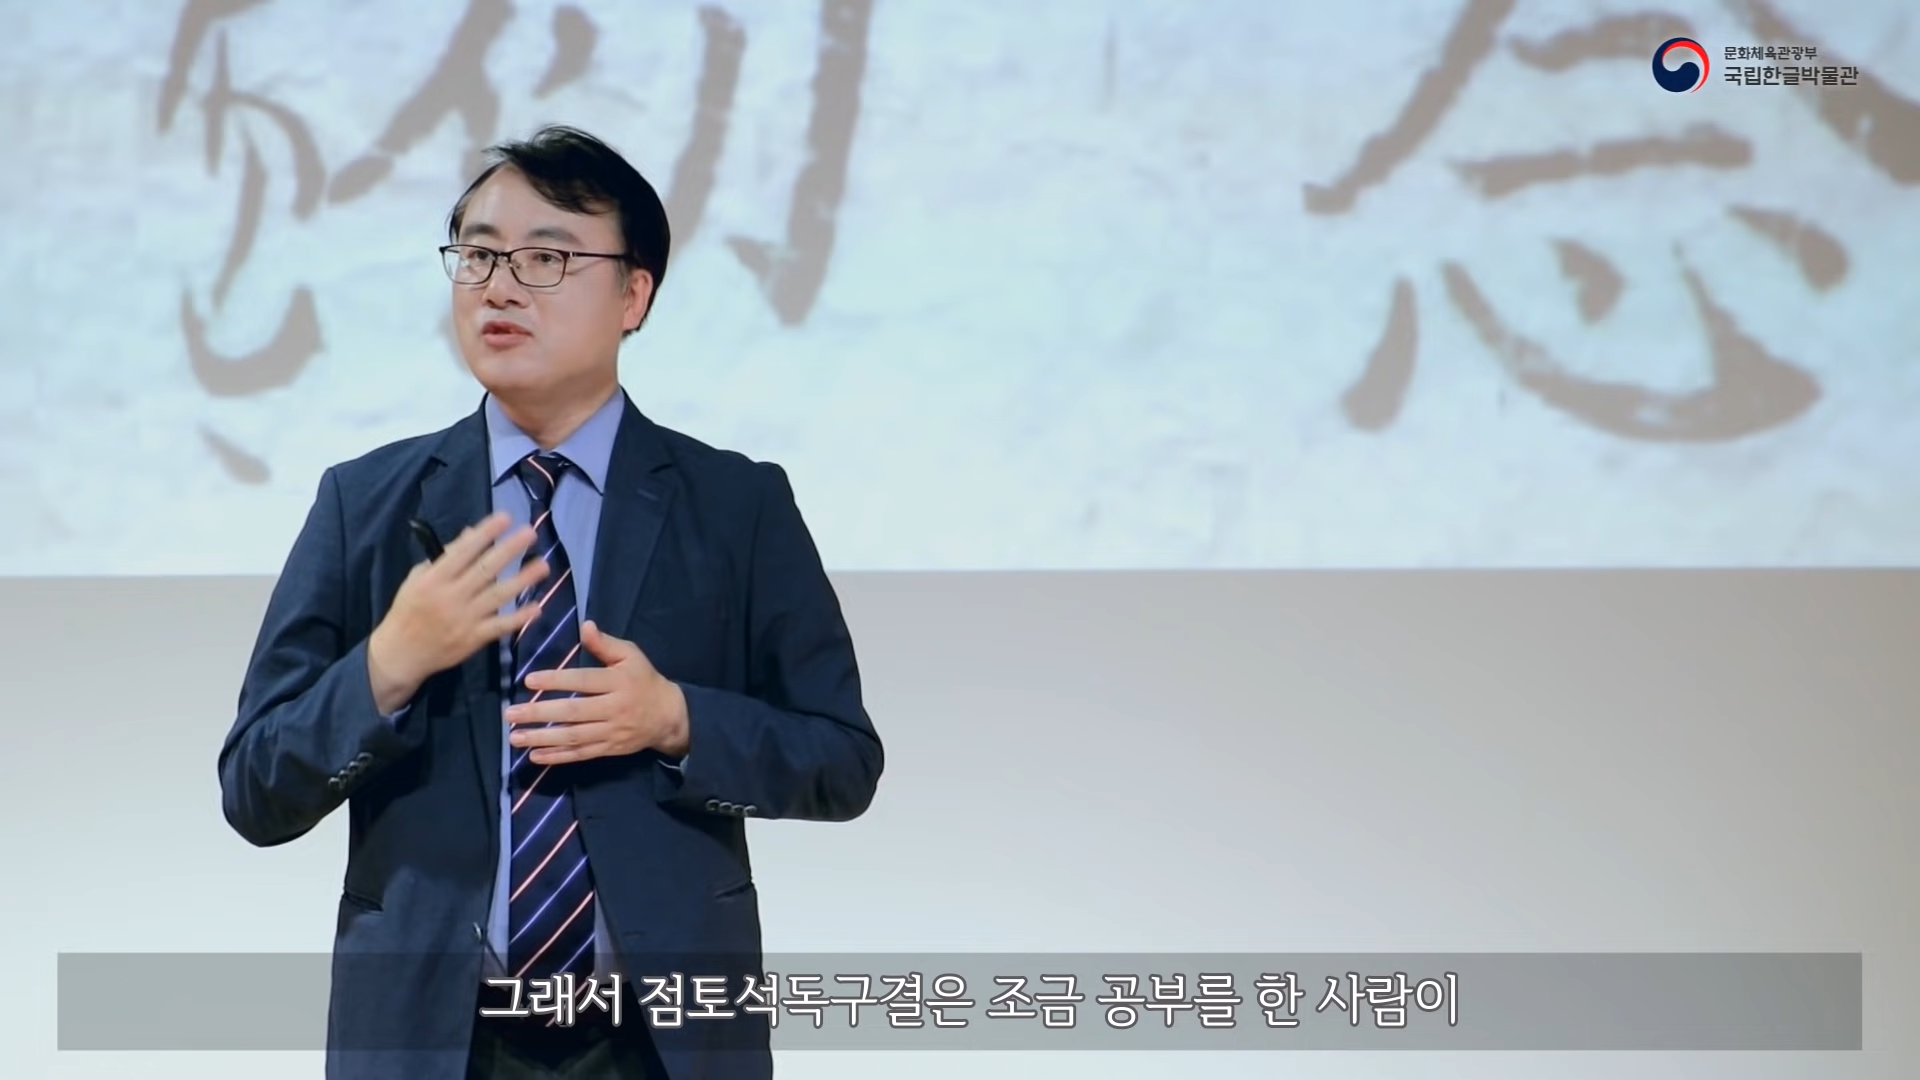 문화체육관광부
국립한글박물관
念
그래서 점토석독구결은 조금 공부를 한 사람이